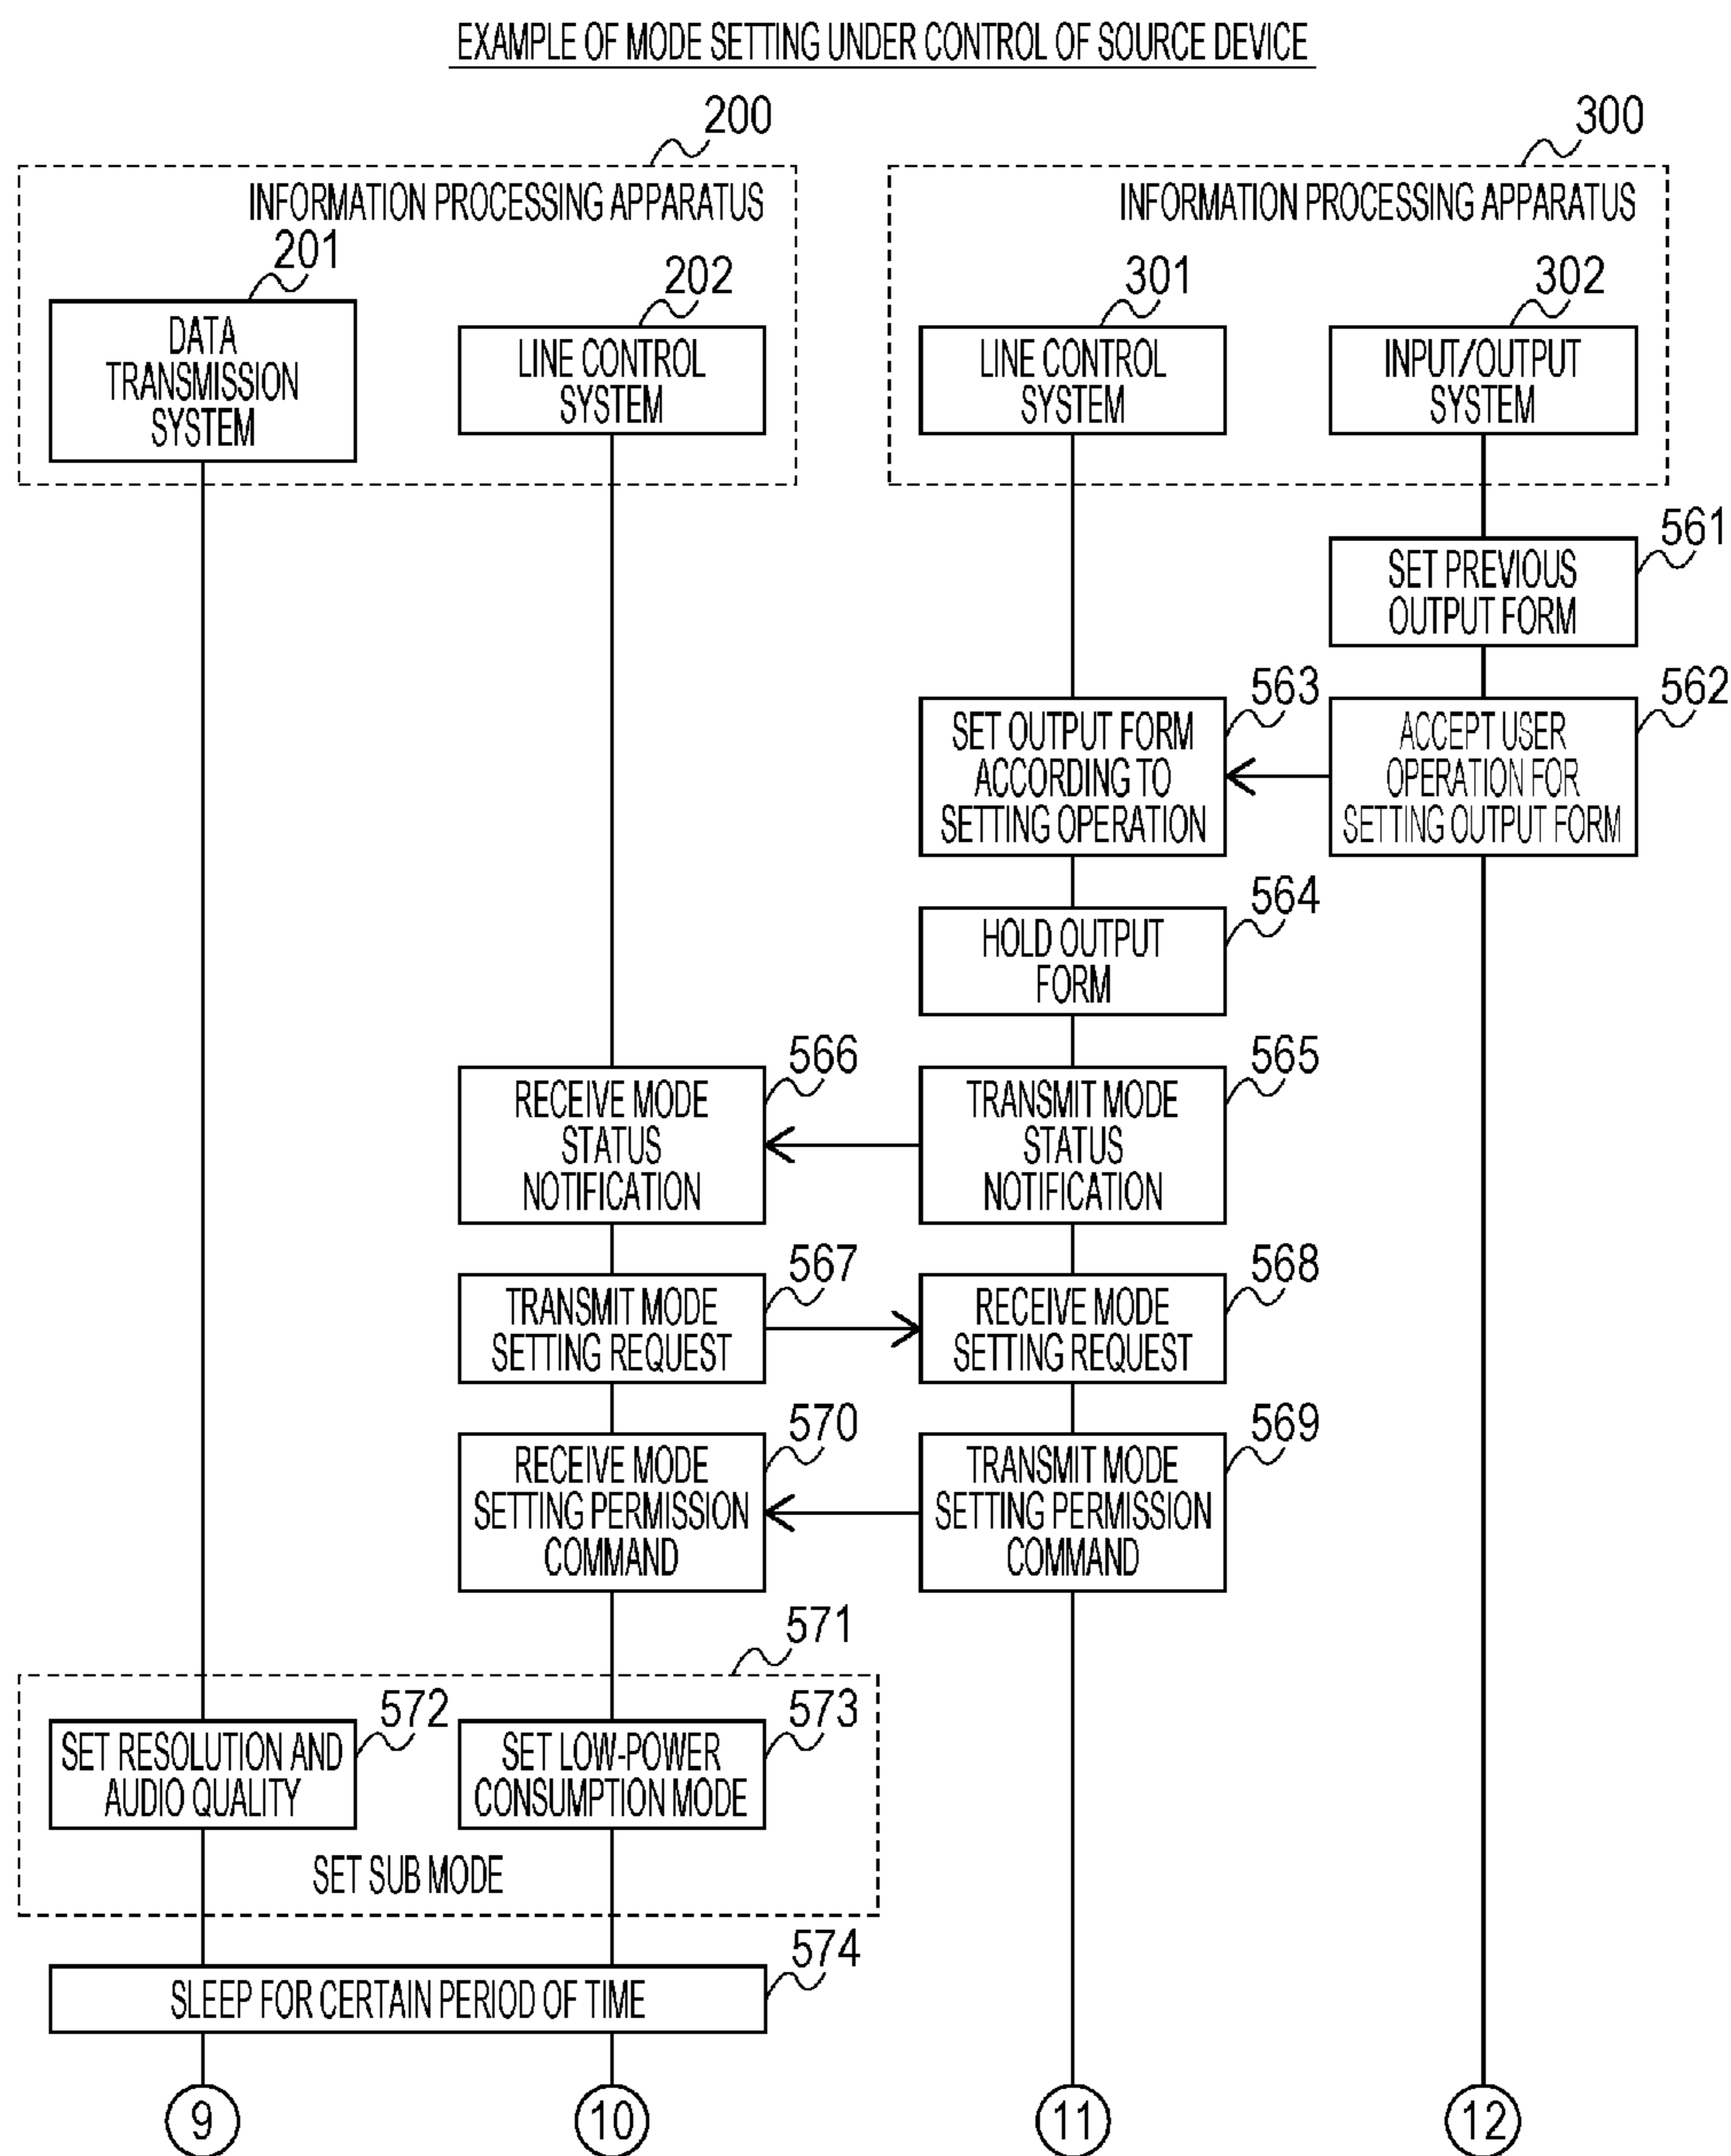 EXAMPLE OF MODE SETTING UNDER CONTROL OF SOURCE DEVICE
200
300
INFORMATION PROCESSING APPARATUS
INFORMATION PROCESSING APPARATUS
201
202
301
302
DATA
TRANSMISSION
SYSTEM
LINE CONTROL
SYSTEM
LINE CONTROL
SYSTEM
INPUT/OUTPUT
SYSTEM
561
SET PREVIOUS
OUTPUT FORM
563
562
SET OUTPUT FORM
ACCORDING TO
SETTING OPERATION
ACCEPT USER
OPERATION FOR
SETTING OUTPUT FORM
564
HOLD OUTPUT
FORM
566
565
RECEIVE MODE
STATUS
NOTIFICATION
TRANSMIT MODE
STATUS
NOTIFICATION
567
568
TRANSMIT MODE
SETTING REQUEST
RECEIVE MODE
SETTING REQUEST
570
569
RECEIVE MODE
SETTING PERMISSION
COMMAND
TRANSMIT MODE
SETTING PERMISSION
COMMAND
571
572
573
SET RESOLUTION AND
AUDIO QUALITY
SET LOW-POWER
CONSUMPTION MODE
SET SUB MODE
574
SLEEP FOR CERTAIN PERIOD OF TIME
9
10
11
12